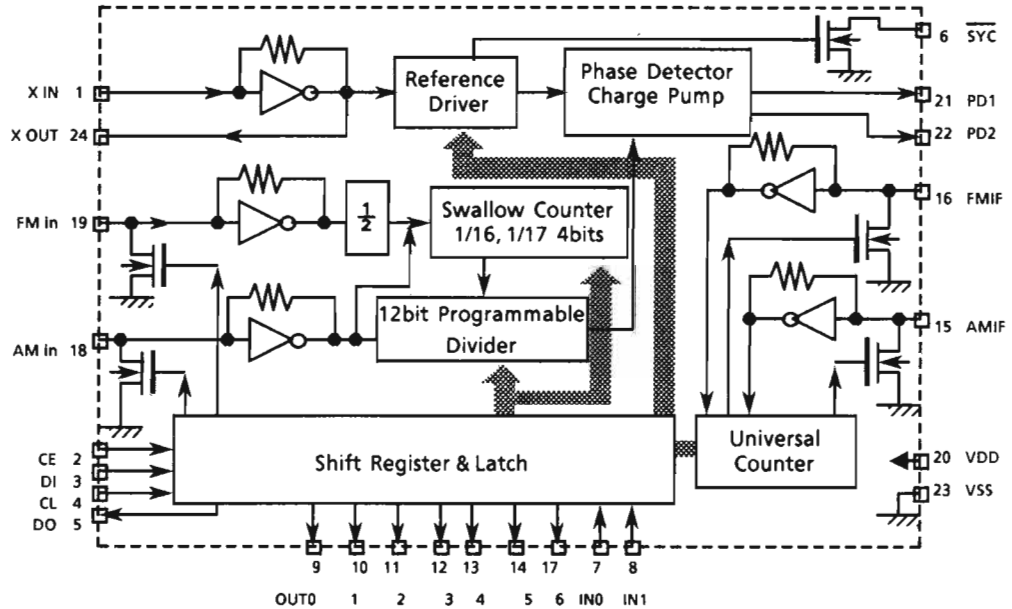 6 SYC
Reference Driver
Phase Detector Charge Pump
X IN 1
21 PD1
X OUT 24
22 PD2
16 FMIF
FM in 19
1/2
Swallow Counter
1/16, 1/17 4bits
12bit Programmable Divider
15 AMIF
AM in 18
Shift Register & Latch
Universal Counter
CE 2
DI 3
CL 4
DO 5
20 VDD
23 VSS
9 10 11 12 13 14 17 7 8
OUT0 1 2 3 4 5 6 IN0 IN1